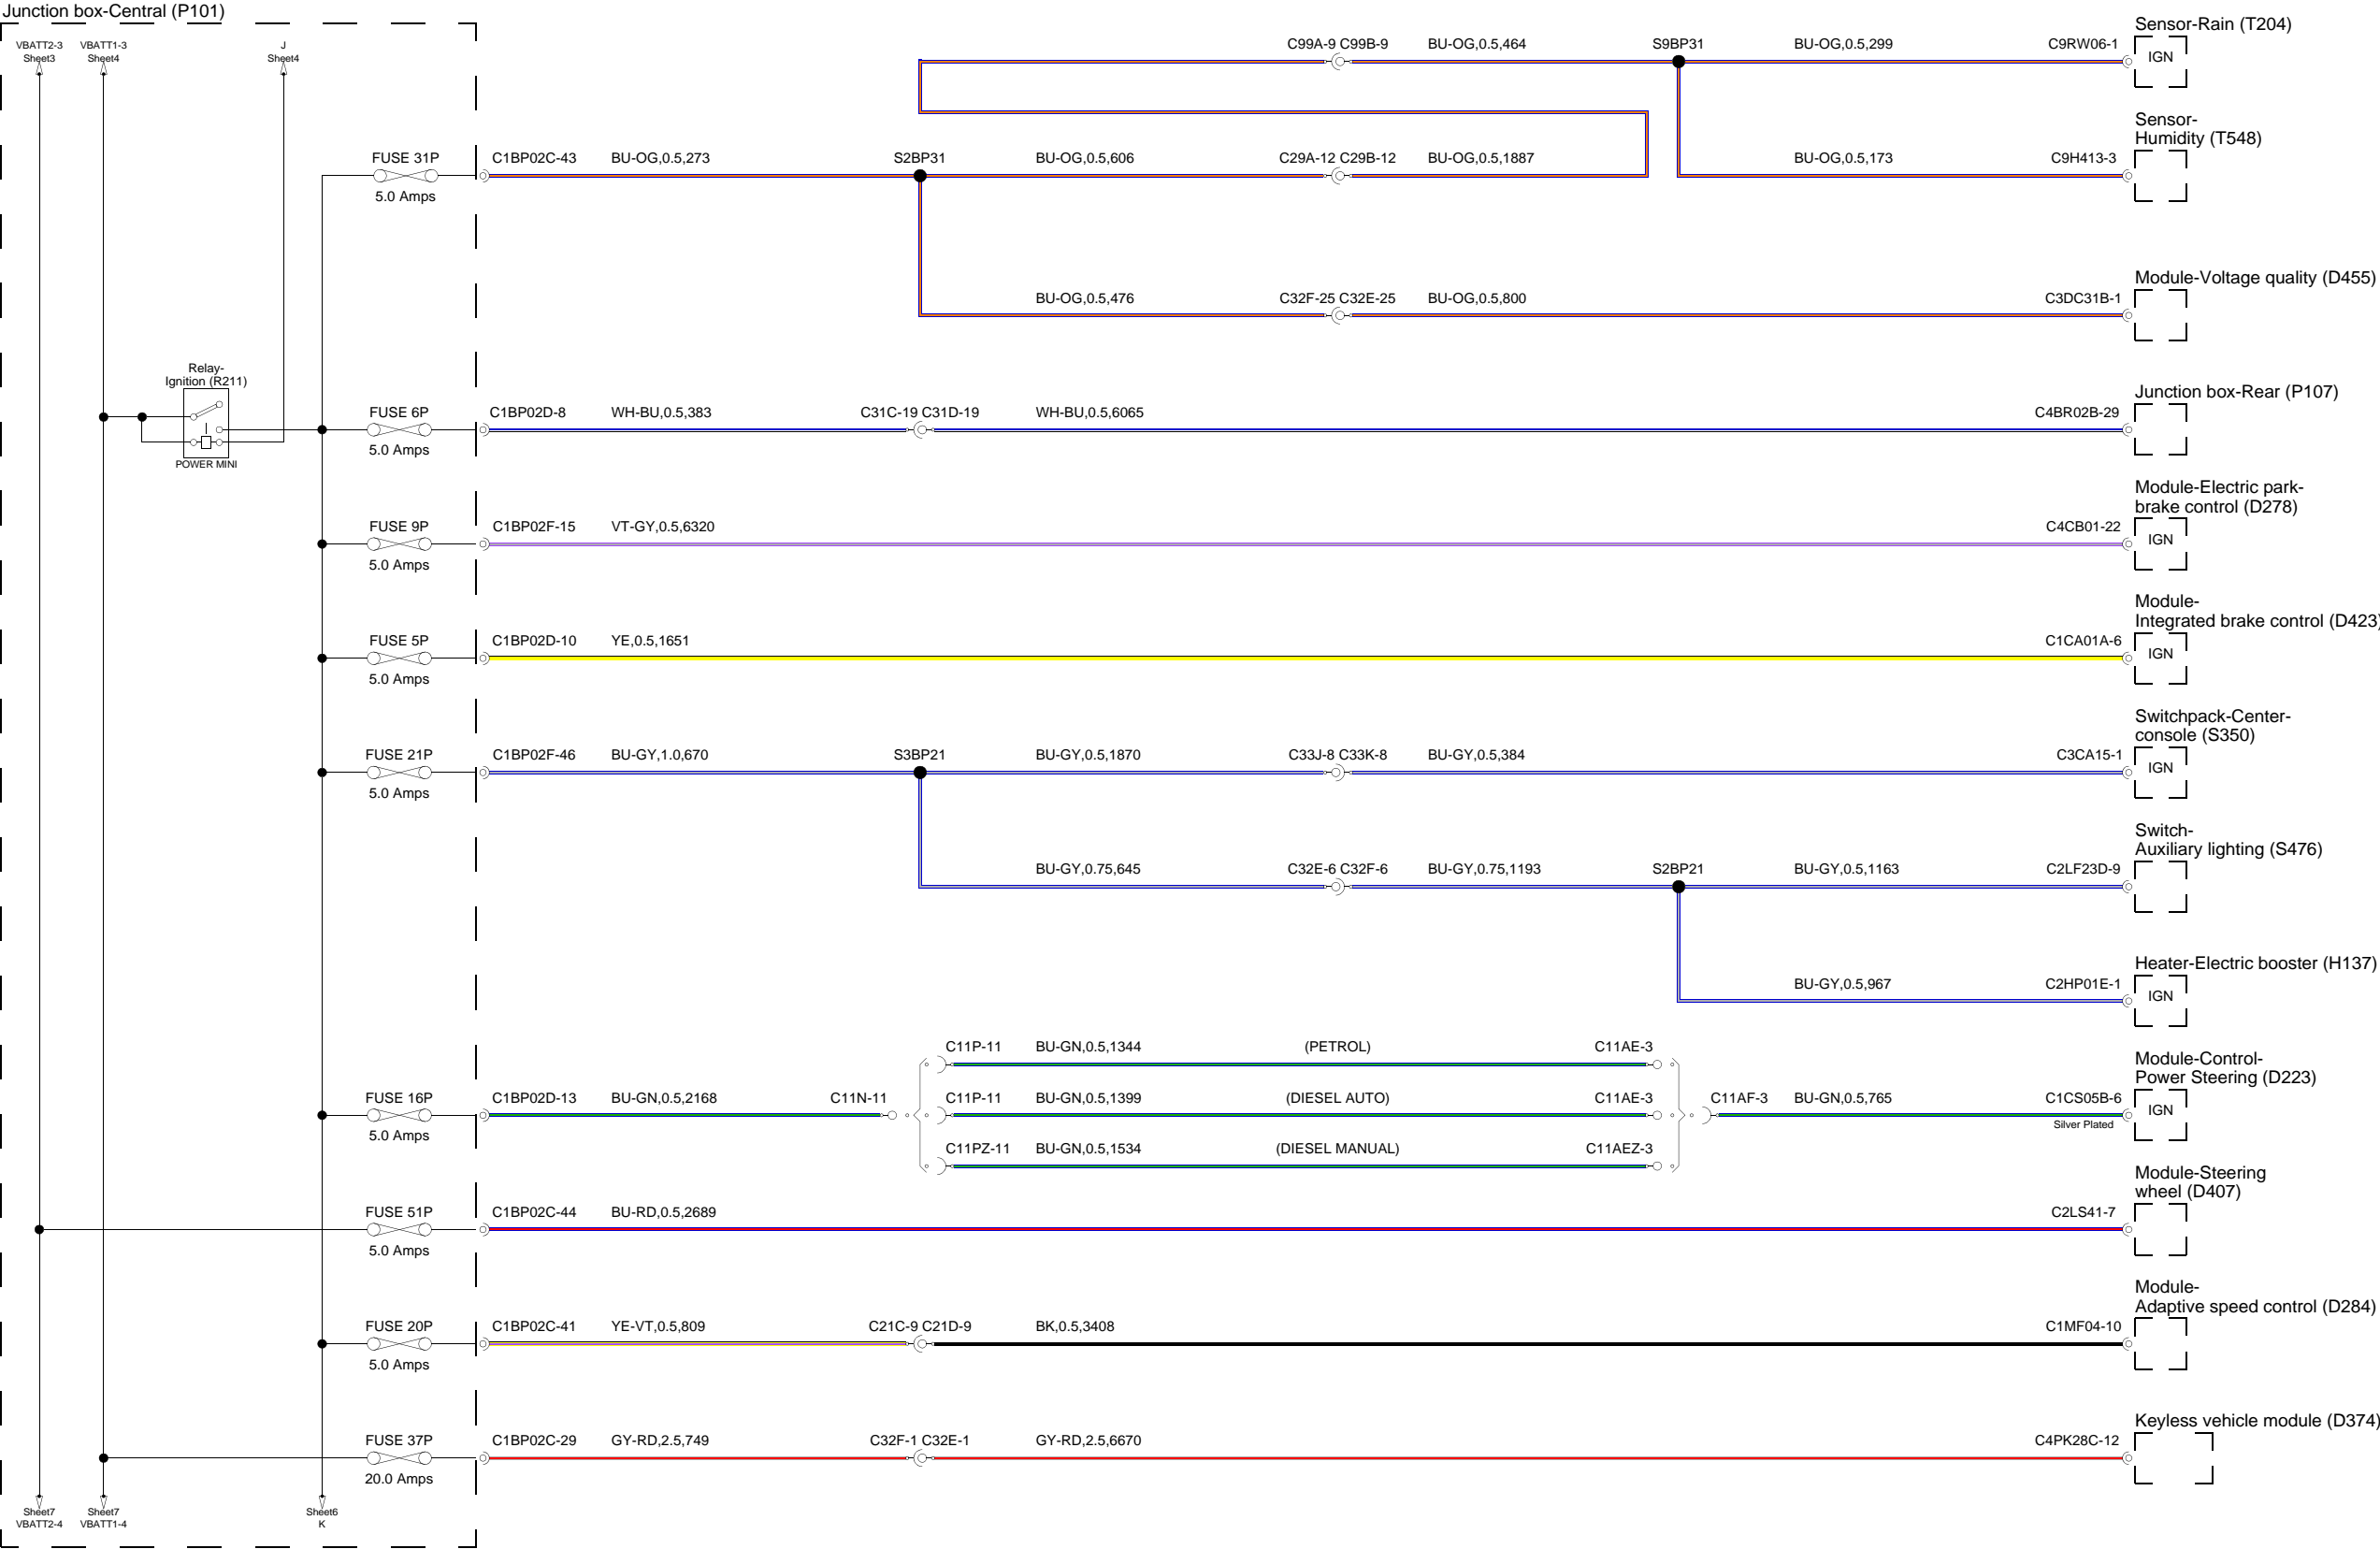 Junction box-Central (P101)
VBATT2-3
Sheet3
VBATT1-3
Sheet4
J
Sheet4
C99A-9 C99B-9
BU-OG,0.5,464
S9BP31
BU-OG,0.5,299
C9RW06-1
Sensor-Rain (T204)
IGN
FUSE 31P
5.0 Amps
C1BP02C-43
BU-OG,0.5,273
S2BP31
BU-OG,0.5,606
C29A-12 C29B-12
BU-OG,0.5,1887
BU-OG,0.5,173
C9H413-3
Sensor-
Humidity (T548)
BU-OG,0.5,476
C32F-25 C32E-25
BU-OG,0.5,800
C3DC31B-1
Module-Voltage quality (D455)
Relay-
Ignition (R211)
POWER MINI
FUSE 6P
5.0 Amps
C1BP02D-8
WH-BU,0.5,383
C31C-19 C31D-19
WH-BU,0.5,6065
C4BR02B-29
Junction box-Rear (P107)
FUSE 9P
5.0 Amps
C1BP02F-15
VT-GY,0.5,6320
C4CB01-22
Module-Electric park-
brake control (D278)
IGN
FUSE 5P
5.0 Amps
C1BP02D-10
YE,0.5,1651
C1CA01A-6
Module-
Integrated brake control (D423)
IGN
FUSE 21P
5.0 Amps
C1BP02F-46
BU-GY,1.0,670
S3BP21
BU-GY,0.5,1870
C33J-8 C33K-8
BU-GY,0.5,384
C3CA15-1
Switchpack-Center-
console (S350)
IGN
BU-GY,0.75,645
C32E-6 C32F-6
BU-GY,0.75,1193
S2BP21
BU-GY,0.5,1163
C2LF23D-9
Switch-
Auxiliary lighting (S476)
BU-GY,0.5,967
C2HP01E-1
Heater-Electric booster (H137)
IGN
C11P-11
BU-GN,0.5,1344
(PETROL)
C11AE-3
FUSE 16P
5.0 Amps
C1BP02D-13
BU-GN,0.5,2168
C11N-11
C11P-11
BU-GN,0.5,1399
(DIESEL AUTO)
C11AE-3
C11AF-3
BU-GN,0.5,765
C1CS05B-6
Silver Plated
Module-Control-
Power Steering (D223)
IGN
C11PZ-11
BU-GN,0.5,1534
(DIESEL MANUAL)
C11AEZ-3
FUSE 51P
5.0 Amps
C1BP02C-44
BU-RD,0.5,2689
C2LS41-7
Module-Steering
wheel (D407)
FUSE 20P
5.0 Amps
C1BP02C-41
YE-VT,0.5,809
C21C-9 C21D-9
BK,0.5,3408
C1MF04-10
Module-
Adaptive speed control (D284)
FUSE 37P
20.0 Amps
C1BP02C-29
GY-RD,2.5,749
C32F-1 C32E-1
GY-RD,2.5,6670
C4PK28C-12
Keyless vehicle module (D374)
Sheet7
VBATT2-4
Sheet7
VBATT1-4
Sheet6
K